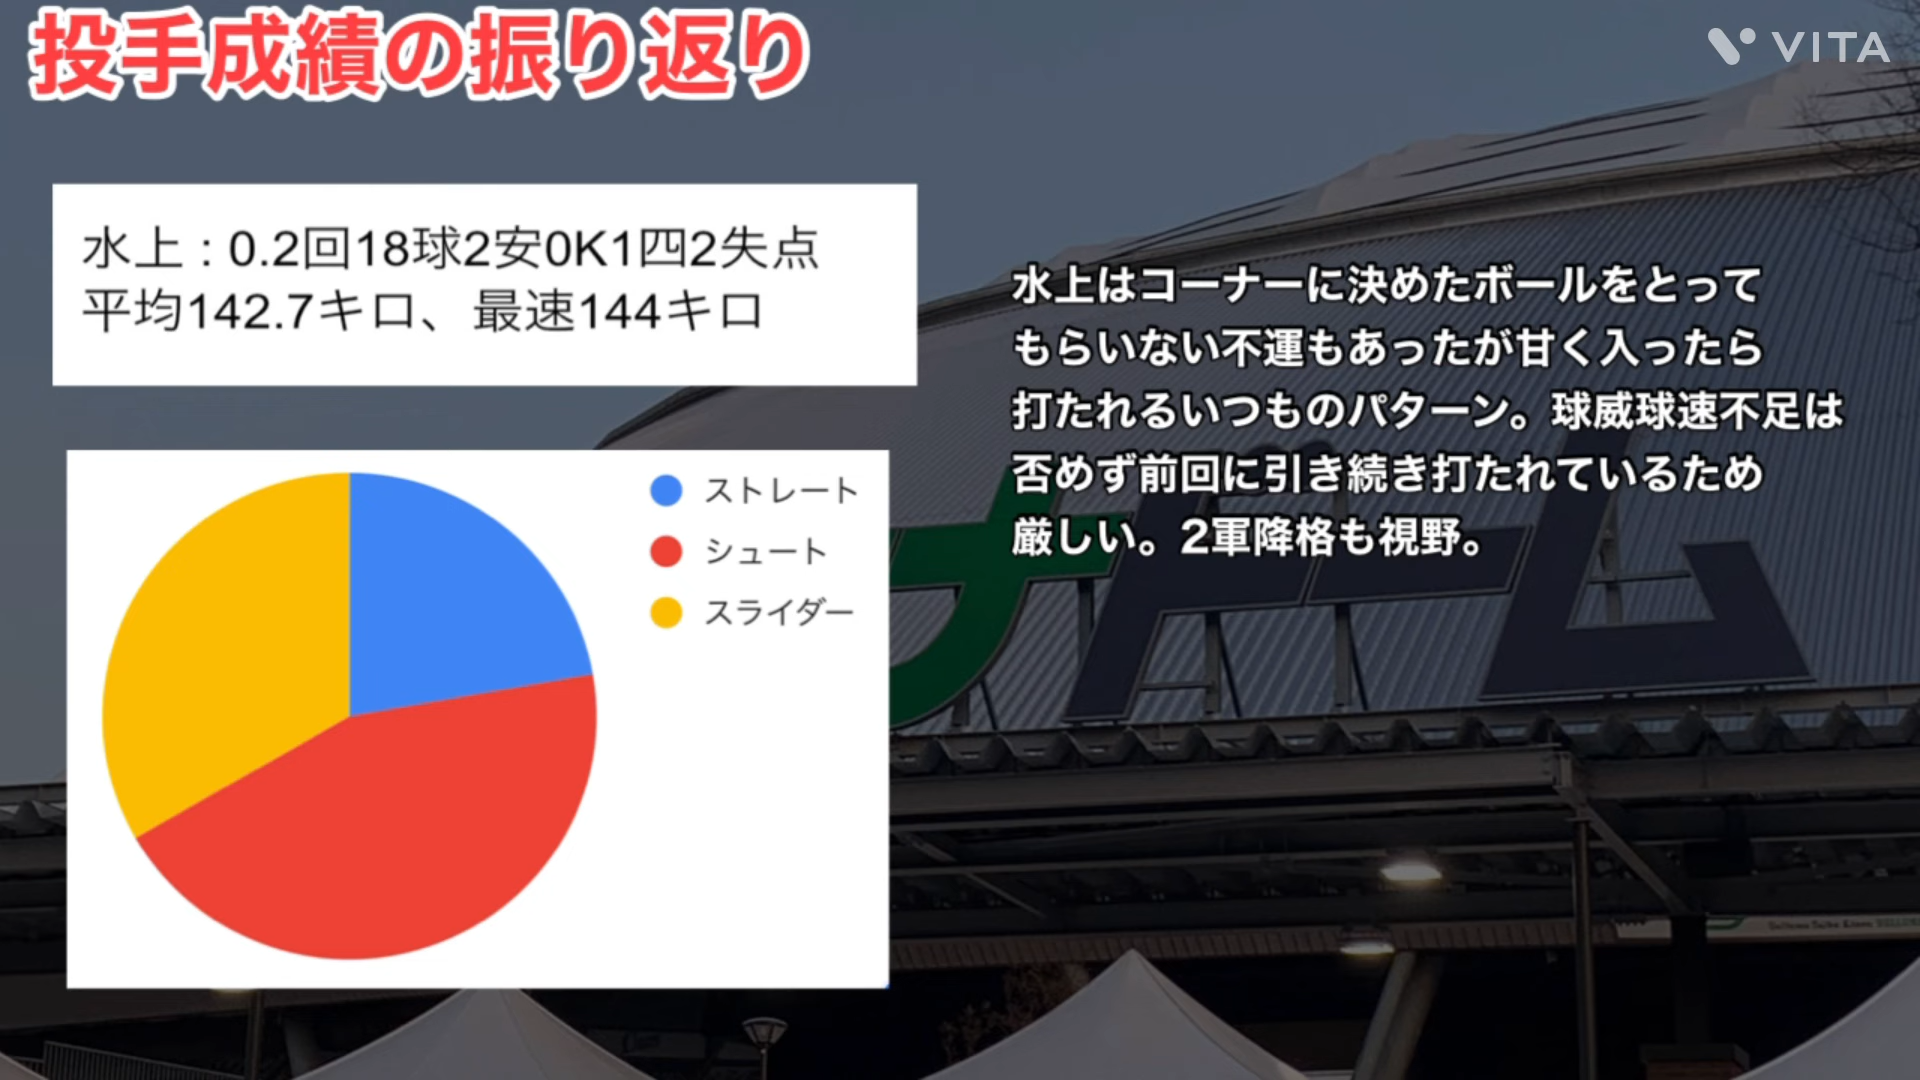 投手成績の振り返り
VITA
水上：0.2回18球2安0K1四2失点
平均142.7キロ、最速144キロ
水上はコーナーに決めたボールをとって
もらいない不運もあったが甘く入ったら
打たれるいつものパターン。球威球速不足は
否めず前回に引き続き打たれているため
厳しい。2軍降格も視野。
ストレート
シュート
スライダー
ナドーム